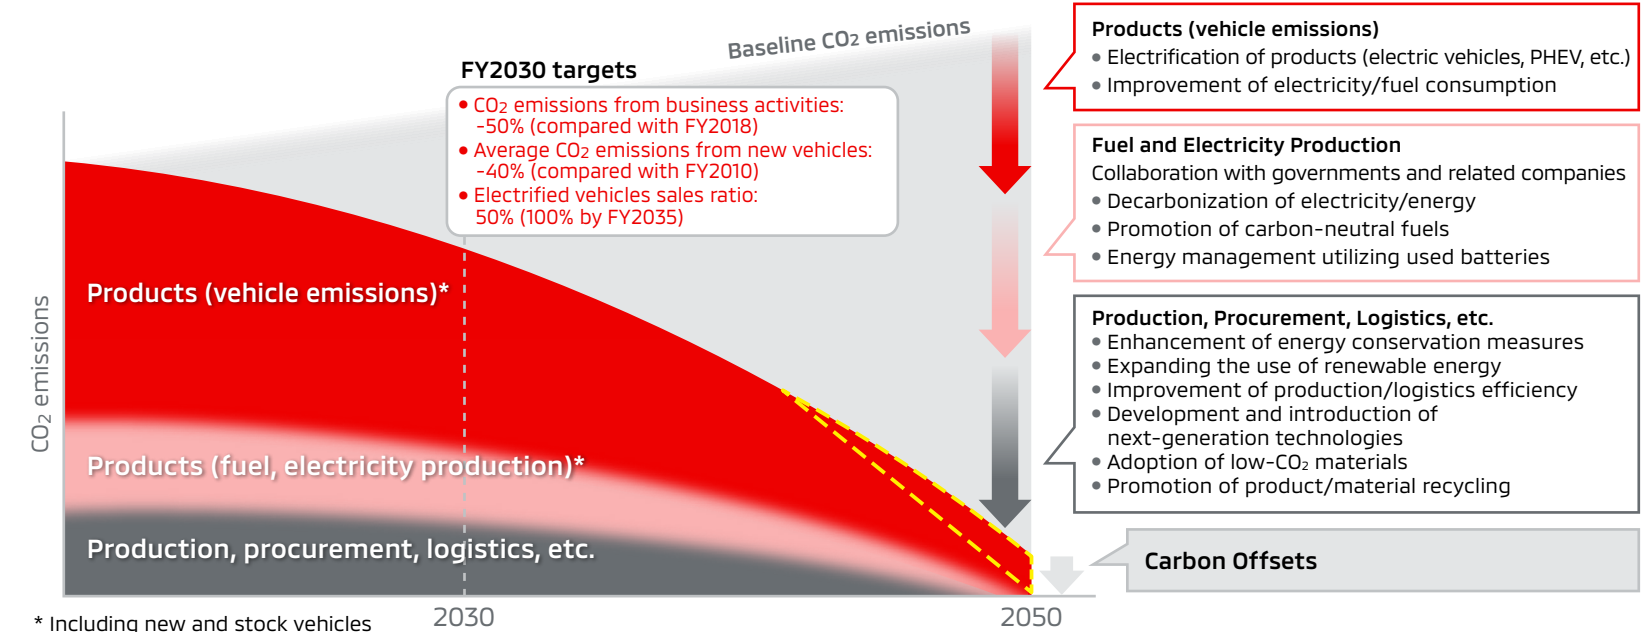 Baseline CO2 emissions
FY2030 targets
• CO2 emissions from business activities:
-50% (compared with FY2018)
• Average CO2 emissions from new vehicles:
-40% (compared with FY2010)
• Electrified vehicles sales ratio:
50% (100% by FY2035)
CO2 emissions
Products (vehicle emissions)*
Products (fuel, electricity production)*
Production, procurement, logistics, etc.
2030
2050
* Including new and stock vehicles
Products (vehicle emissions)
• Electrification of products (electric vehicles, PHEV, etc.)
• Improvement of electricity/fuel consumption
Fuel and Electricity Production
Collaboration with governments and related companies
• Decarbonization of electricity/energy
• Promotion of carbon-neutral fuels
• Energy management utilizing used batteries
Production, Procurement, Logistics, etc.
• Enhancement of energy conservation measures
• Expanding the use of renewable energy
• Improvement of production/logistics efficiency
• Development and introduction of
next-generation technologies
• Adoption of low-CO2 materials
• Promotion of product/material recycling
Carbon Offsets